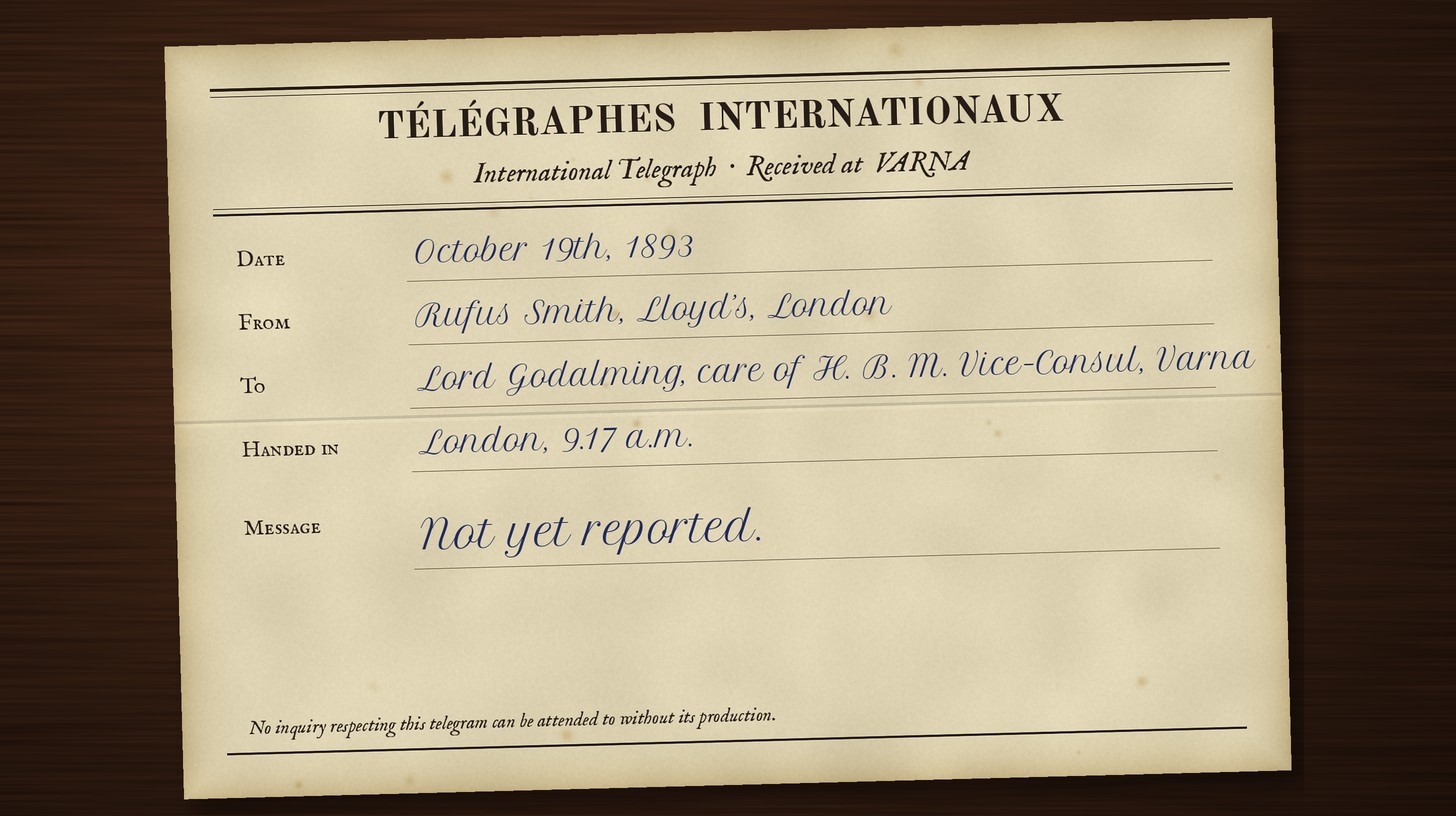 TÉLÉGRAPHES INTERNATIONAUX
International Telegraph · Received at VARNA
DATE October 19th, 1893
FROM Rufus Smith, Lloyd’s, London
TO Lord Godalming, care of H. B. M. Vice-Consul, Varna
HANDED IN London, 9.17 a.m.
MESSAGE Not yet reported.
No inquiry respecting this telegram can be attended to without its production.